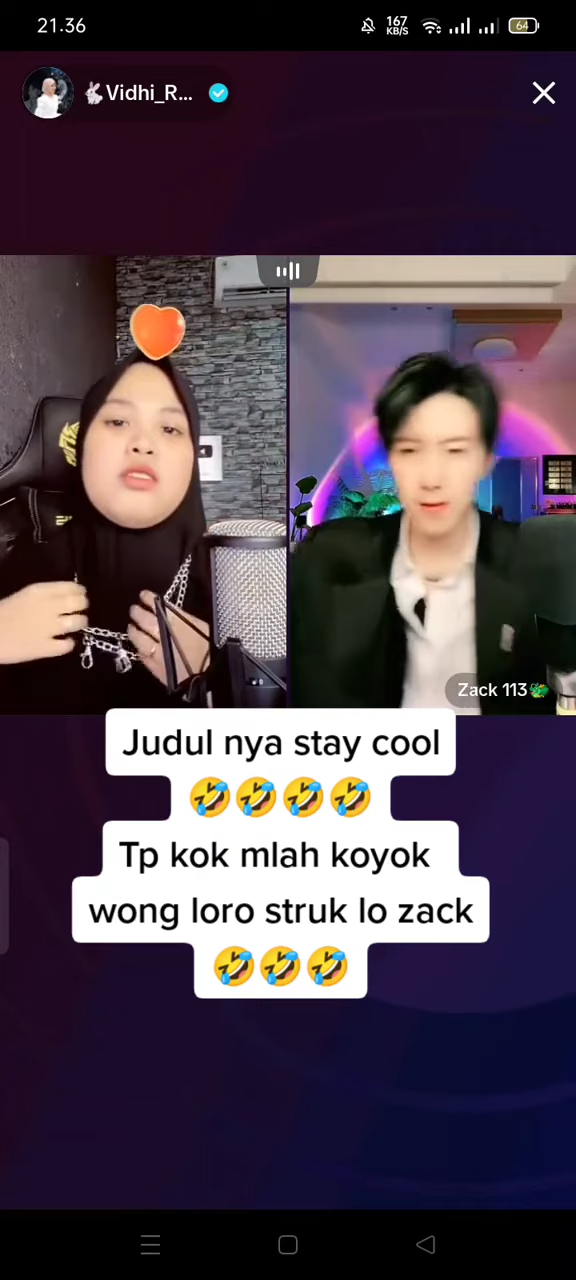 21.36
167
KB/S
64
🐇Vidhi_R...
Zack 113🐲
Judul nya stay cool
🤣🤣🤣🤣
Tp kok mlah koyok
wong loro struk lo zack
🤣🤣🤣